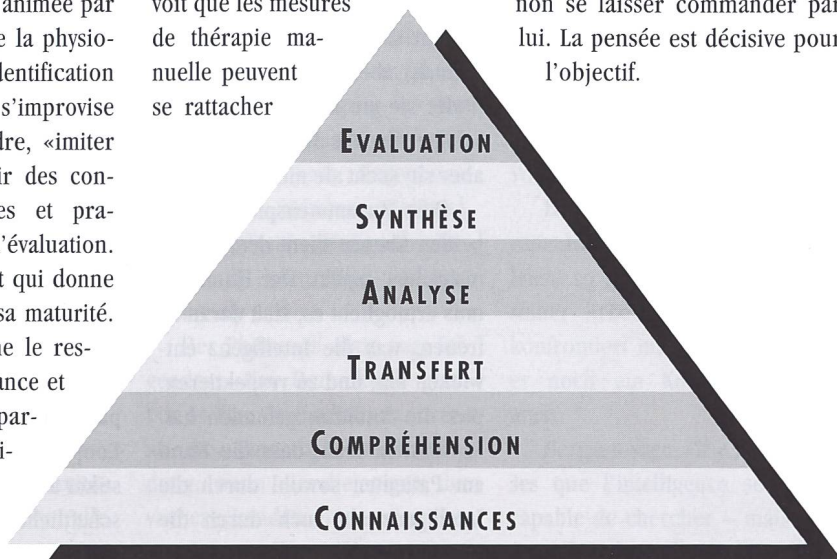 animée par
la physio-
dentification
s'improvise
dre, «imiter
ir des con-
es et pra-
l'évaluation.
qui donne
sa maturité.
ne le res-
ance et
par-
i-
voit que les mesures
de thérapie ma-
nuelle peuvent
se rattacher
non se laisser commander par
lui. La pensée est décisive pour
l'objectif.
EVALUATION
SYNTHÈSE
ANALYSE
TRANSFERT
COMPRÉHENSION
CONNAISSANCES